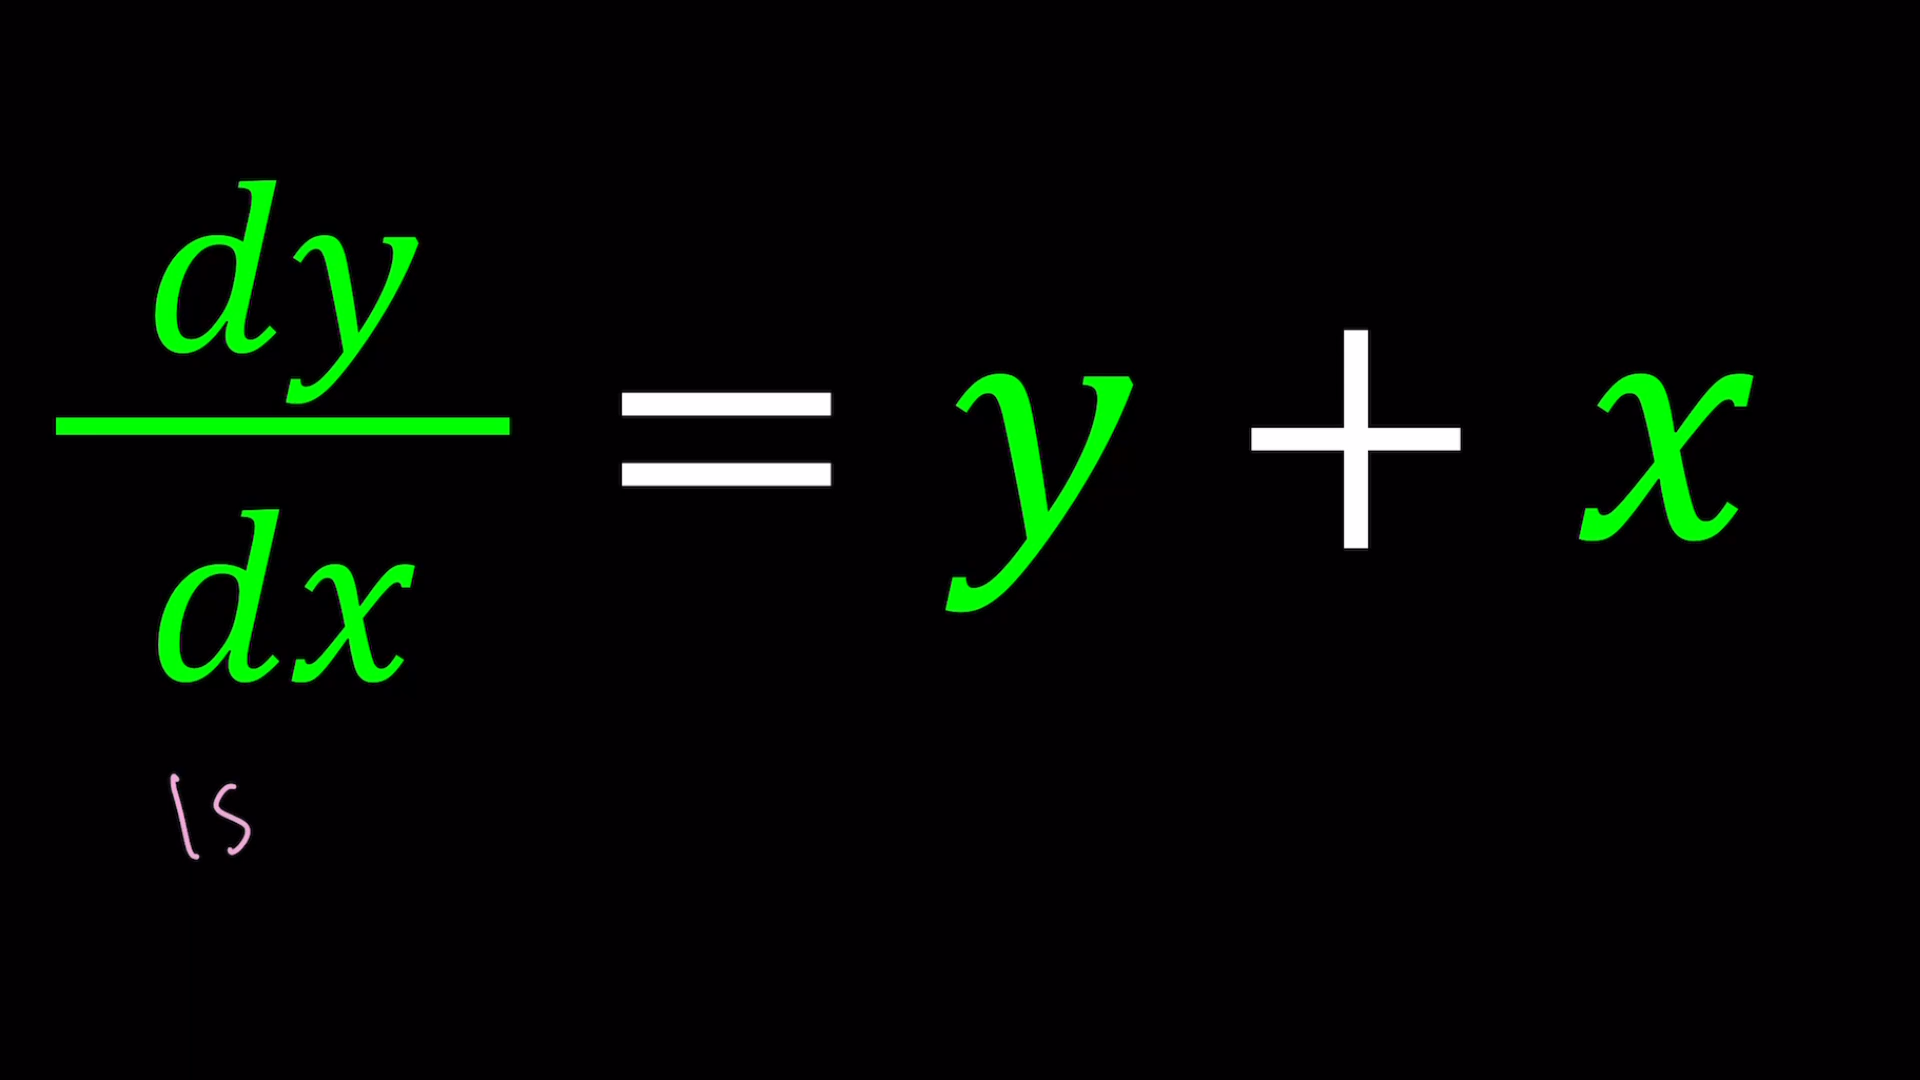 dy/dx = y + x
Is